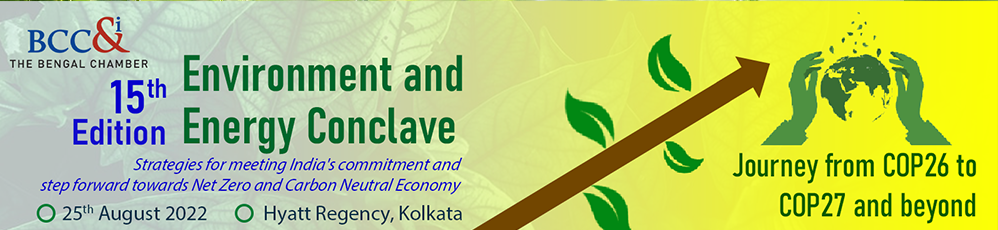 BCC&i
THE BENGAL CHAMBER
15th Edition
Environment and
Energy Conclave
Strategies for meeting India's commitment and
step forward towards Net Zero and Carbon Neutral Economy
25th August 2022
Hyatt Regency, Kolkata
Journey from COP26 to
COP27 and beyond